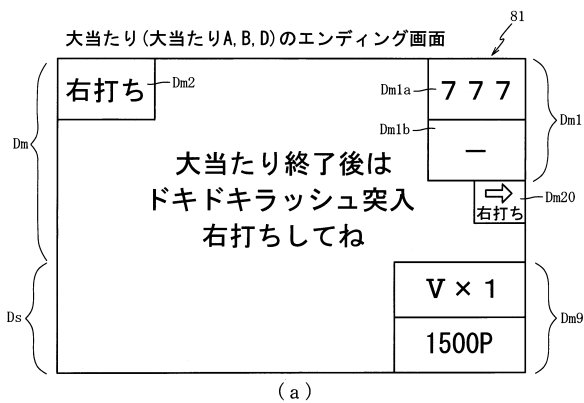 81
大当たり(大当たりA,B,D)のエンディング画面
右打ち
Dm2
Dm1a
777
Dm1
Dm
Dm1b
－
大当たり終了後は
ドキドキラッシュ突入
右打ちしてね
右打ち
Dm20
Ds
V×1
Dm9
1500P
(a)